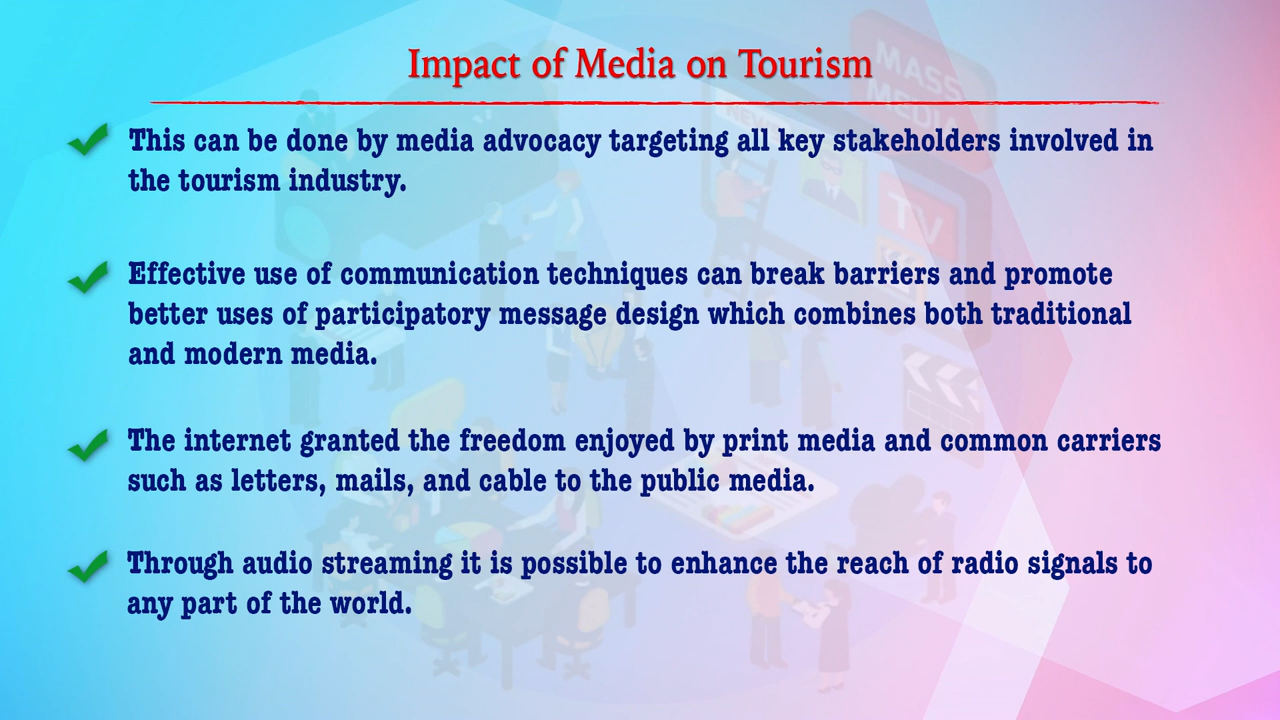 Impact of Media on Tourism
This can be done by media advocacy targeting all key stakeholders involved in
the tourism industry.
Effective use of communication techniques can break barriers and promote
better uses of participatory message design which combines both traditional
and modern media.
The internet granted the freedom enjoyed by print media and common carriers
such as letters, mails, and cable to the public media.
Through audio streaming it is possible to enhance the reach of radio signals to
any part of the world.
MASS
MEDIA
NEWS
TV